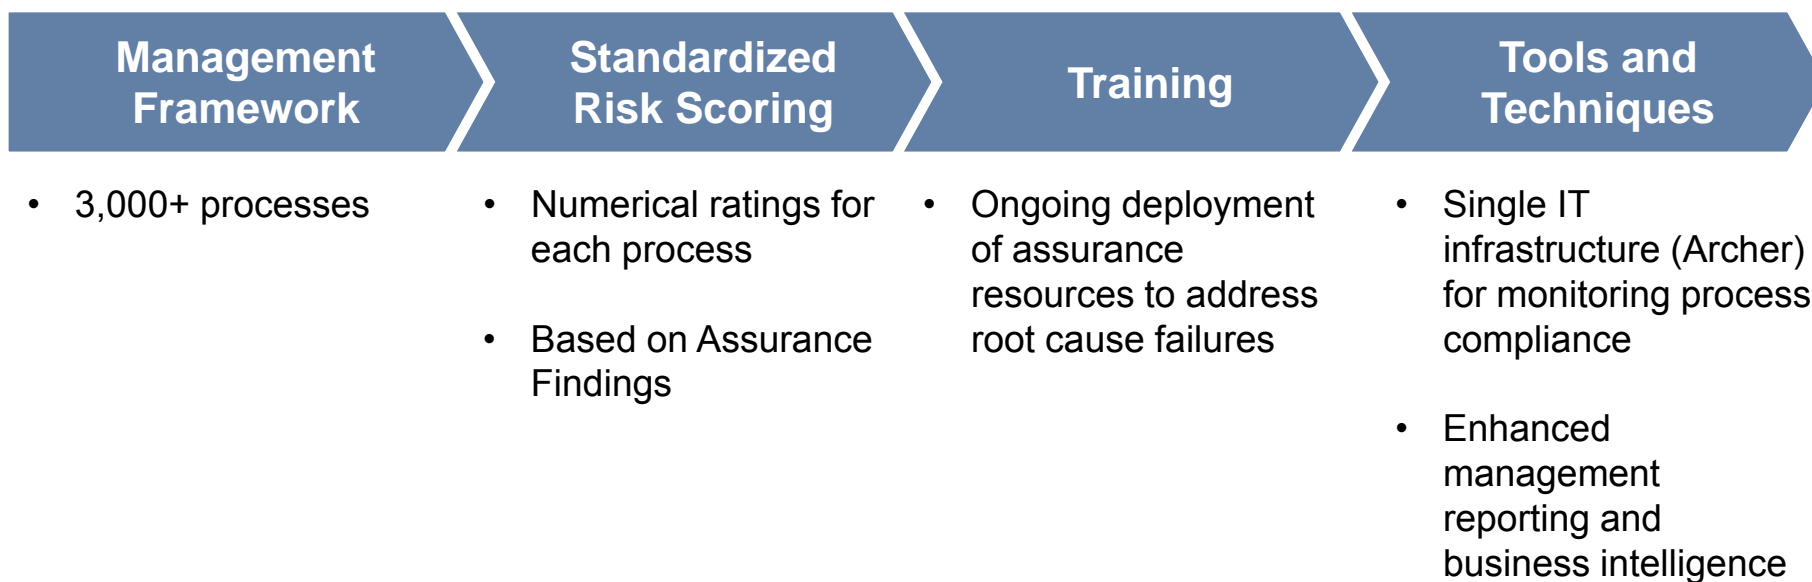 Management
Framework
Standardized
Risk Scoring
Training
Tools and
Techniques
• 3,000+ processes
• Numerical ratings for
each process
• Based on Assurance
Findings
• Ongoing deployment
of assurance
resources to address
root cause failures
• Single IT
infrastructure (Archer)
for monitoring process
compliance
• Enhanced
management
reporting and
business intelligence